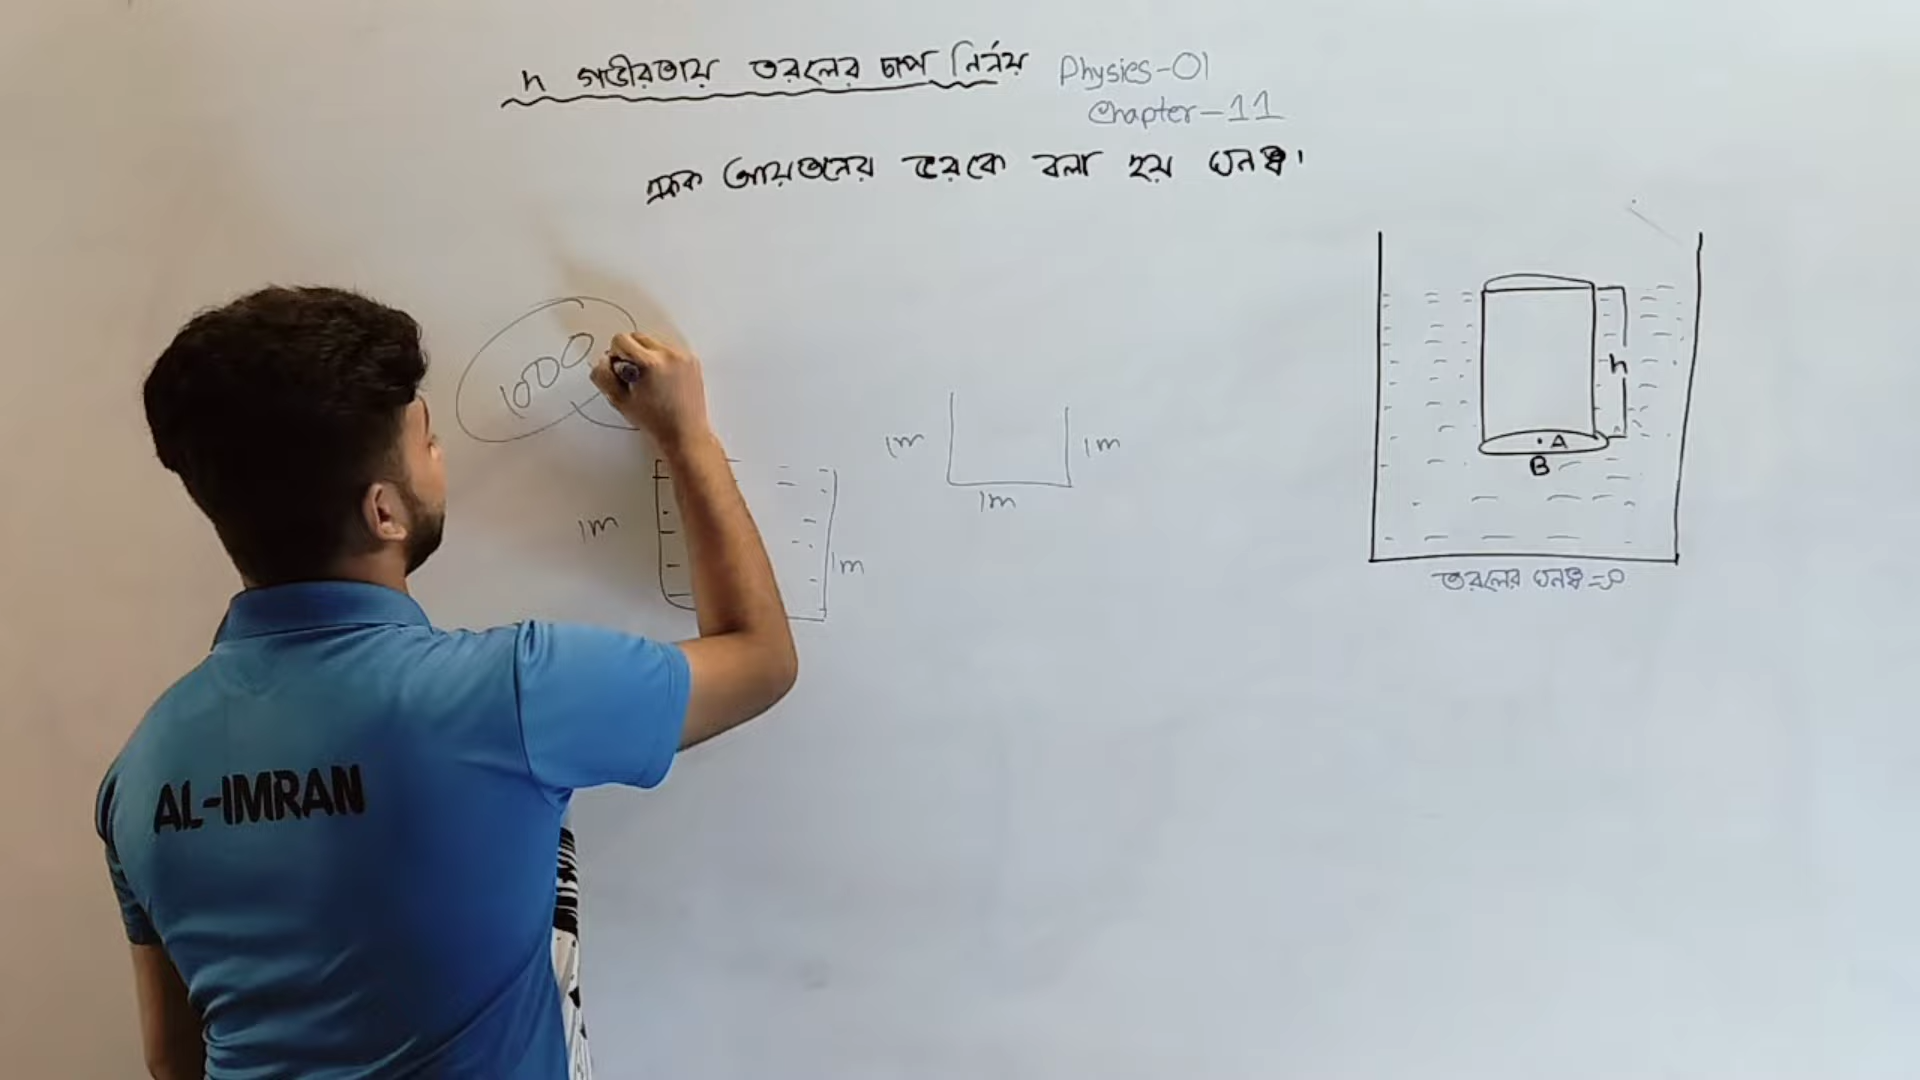 h গভীরতায় তরলের চাপ নির্নয়
Physics-01
Chapter-11
একক আয়তনের ভরকে বলা হয় ঘনত্ব।
1000
1m
1m
1m
1m
1m
h
A
B
তরলের ঘনত্ব =ρ
AL-IMRAN